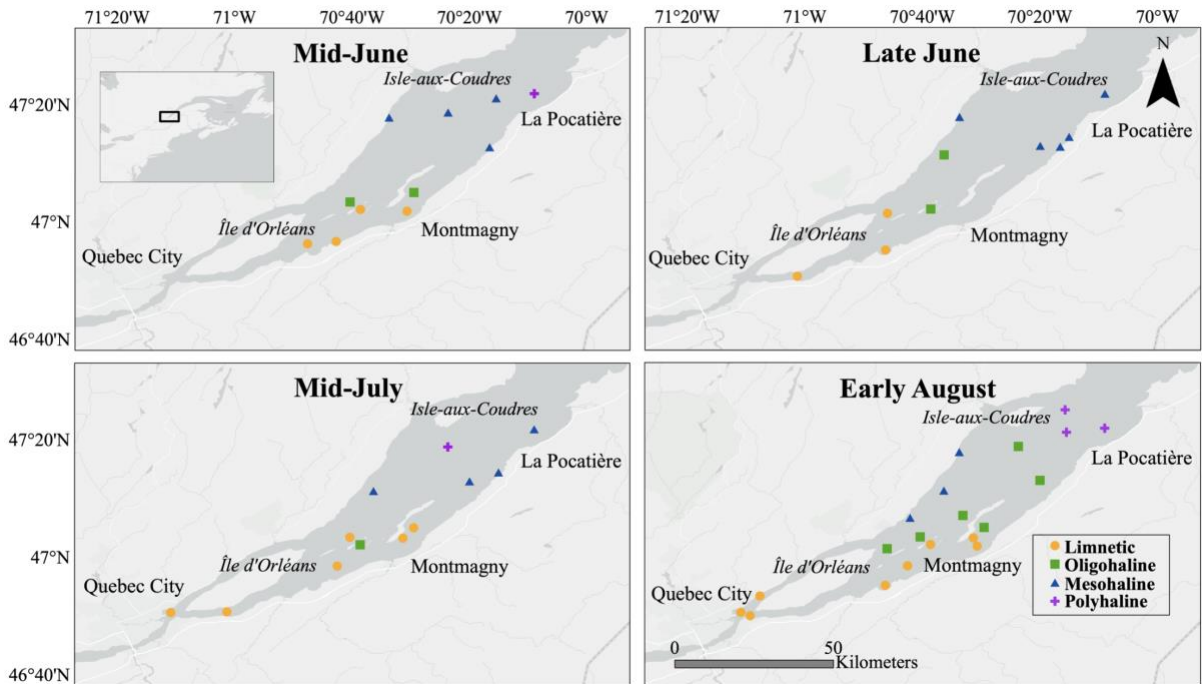 71°20'W 71°W 70°40'W 70°20'W 70°W
71°20'W 71°W 70°40'W 70°20'W 70°W
Mid-June
Isle-aux-Coudres
47°20'N
La Pocatière
47°N
Île d'Orléans
Montmagny
Quebec City
46°40'N
Late June
N
Isle-aux-Coudres
La Pocatière
Île d'Orléans
Montmagny
Quebec City
Mid-July
Isle-aux-Coudres
47°20'N
La Pocatière
47°N
Île d'Orléans
Montmagny
Quebec City
46°40'N
Early August
Isle-aux-Coudres
La Pocatière
Île d'Orléans
Montmagny
Quebec City
Limnetic
Oligohaline
Mesohaline
Polyhaline
0 50
Kilometers